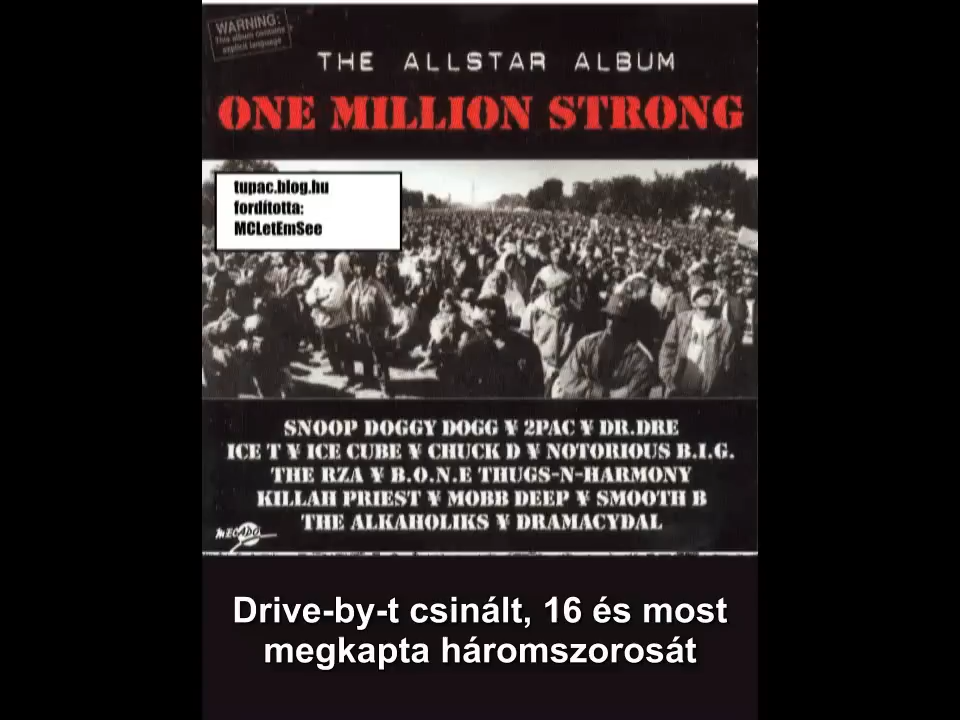 WARNING:
This album contains
explicit language
THE ALLSTAR ALBUM
ONE MILLION STRONG
tupac.blog.hu
fordította:
MCLetEmSee
SNOOP DOGGY DOGG ¥ 2PAC ¥ DR.DRE
ICE T ¥ ICE CUBE ¥ CHUCK D ¥ NOTORIOUS B.I.G.
THE RZA ¥ B.O.N.E THUGS-N-HARMONY
KILLAH PRIEST ¥ MOBB DEEP ¥ SMOOTH B
THE ALKAHOLIKS ¥ DRAMACYDAL
MECADO
Drive-by-t csinált, 16 és most
megkapta háromszorosát